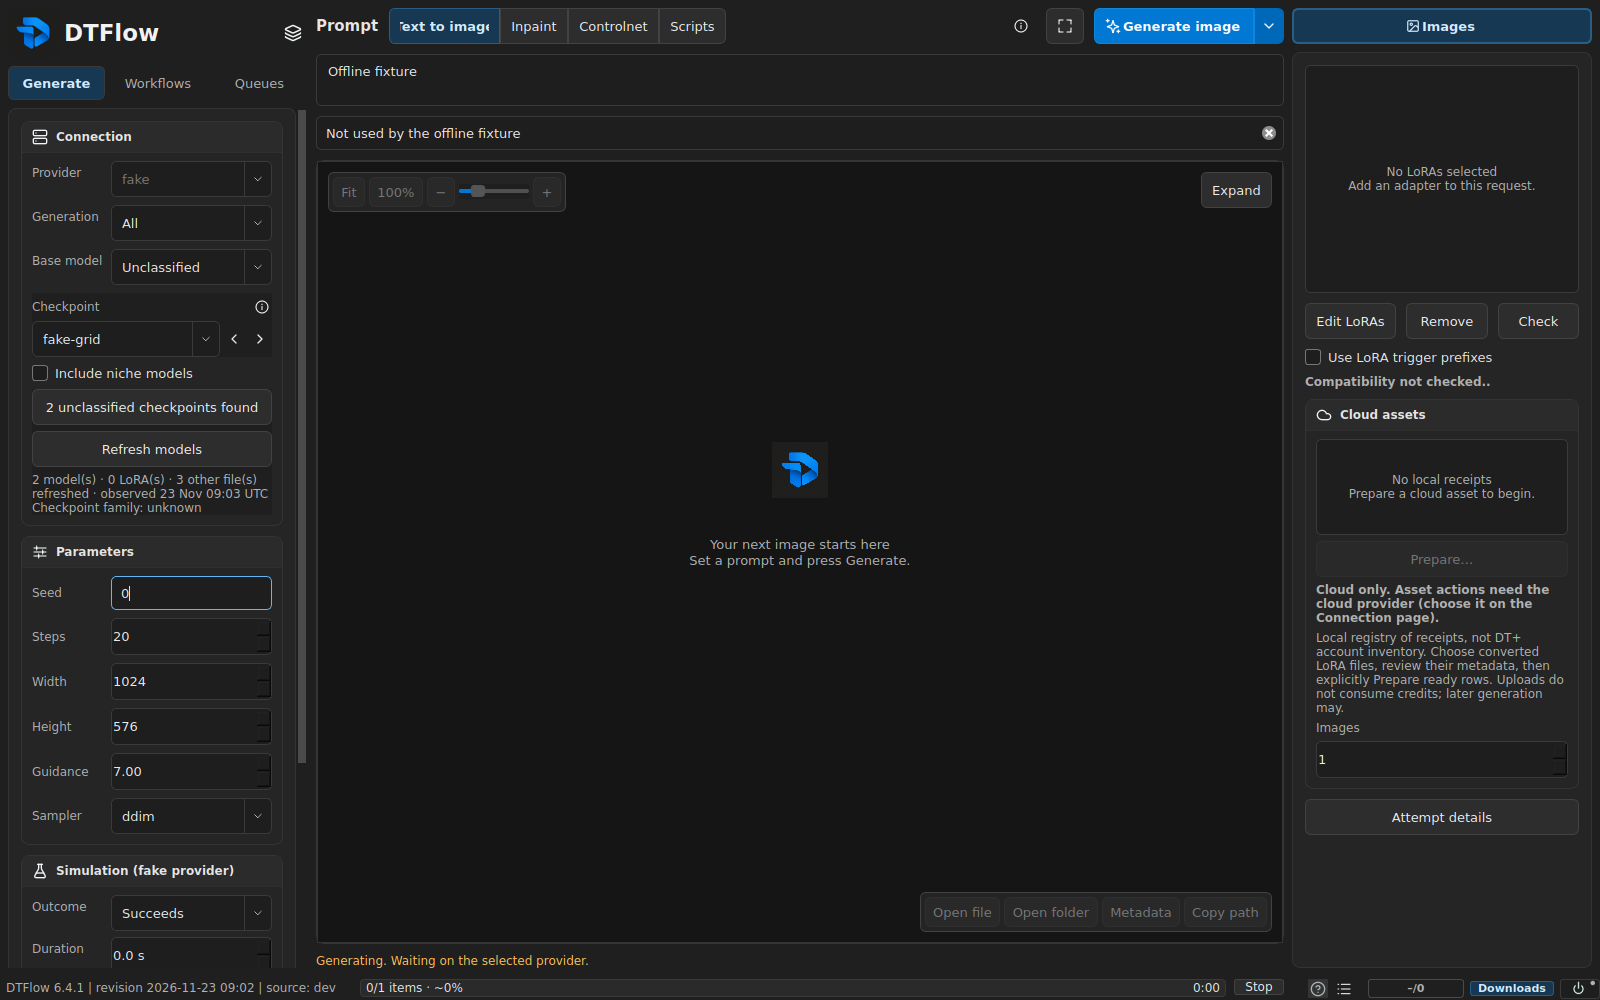 DTFlow
Generate
Workflows
Queues
Connection
Provider
fake
Generation
All
Base model
Unclassified
Checkpoint
fake-grid
Include niche models
2 unclassified checkpoints found
Refresh models
2 model(s) · 0 LoRA(s) · 3 other file(s)
refreshed · observed 23 Nov 09:03 UTC
Checkpoint family: unknown
Parameters
Seed
0
Steps
20
Width
1024
Height
576
Guidance
7.00
Sampler
ddim
Simulation (fake provider)
Outcome
Succeeds
Duration
0.0 s
Prompt
Text to image
Inpaint
Controlnet
Scripts
Generate image
Offline fixture
Not used by the offline fixture
Fit
100%
Expand
Your next image starts here
Set a prompt and press Generate.
Open file
Open folder
Metadata
Copy path
Generating. Waiting on the selected provider.
Images
No LoRAs selected
Add an adapter to this request.
Edit LoRAs
Remove
Check
Use LoRA trigger prefixes
Compatibility not checked..
Cloud assets
No local receipts
Prepare a cloud asset to begin.
Prepare...
Cloud only. Asset actions need the
cloud provider (choose it on the
Connection page).
Local registry of receipts, not DT+
account inventory. Choose converted
LoRA files, review their metadata, then
explicitly Prepare ready rows. Uploads do
not consume credits; later generation
may.
Images
1
Attempt details
DTFlow 6.4.1 | revision 2026-11-23 09:02 | source: dev
0/1 items · ~0%
0:00
Stop
–/0
Downloads